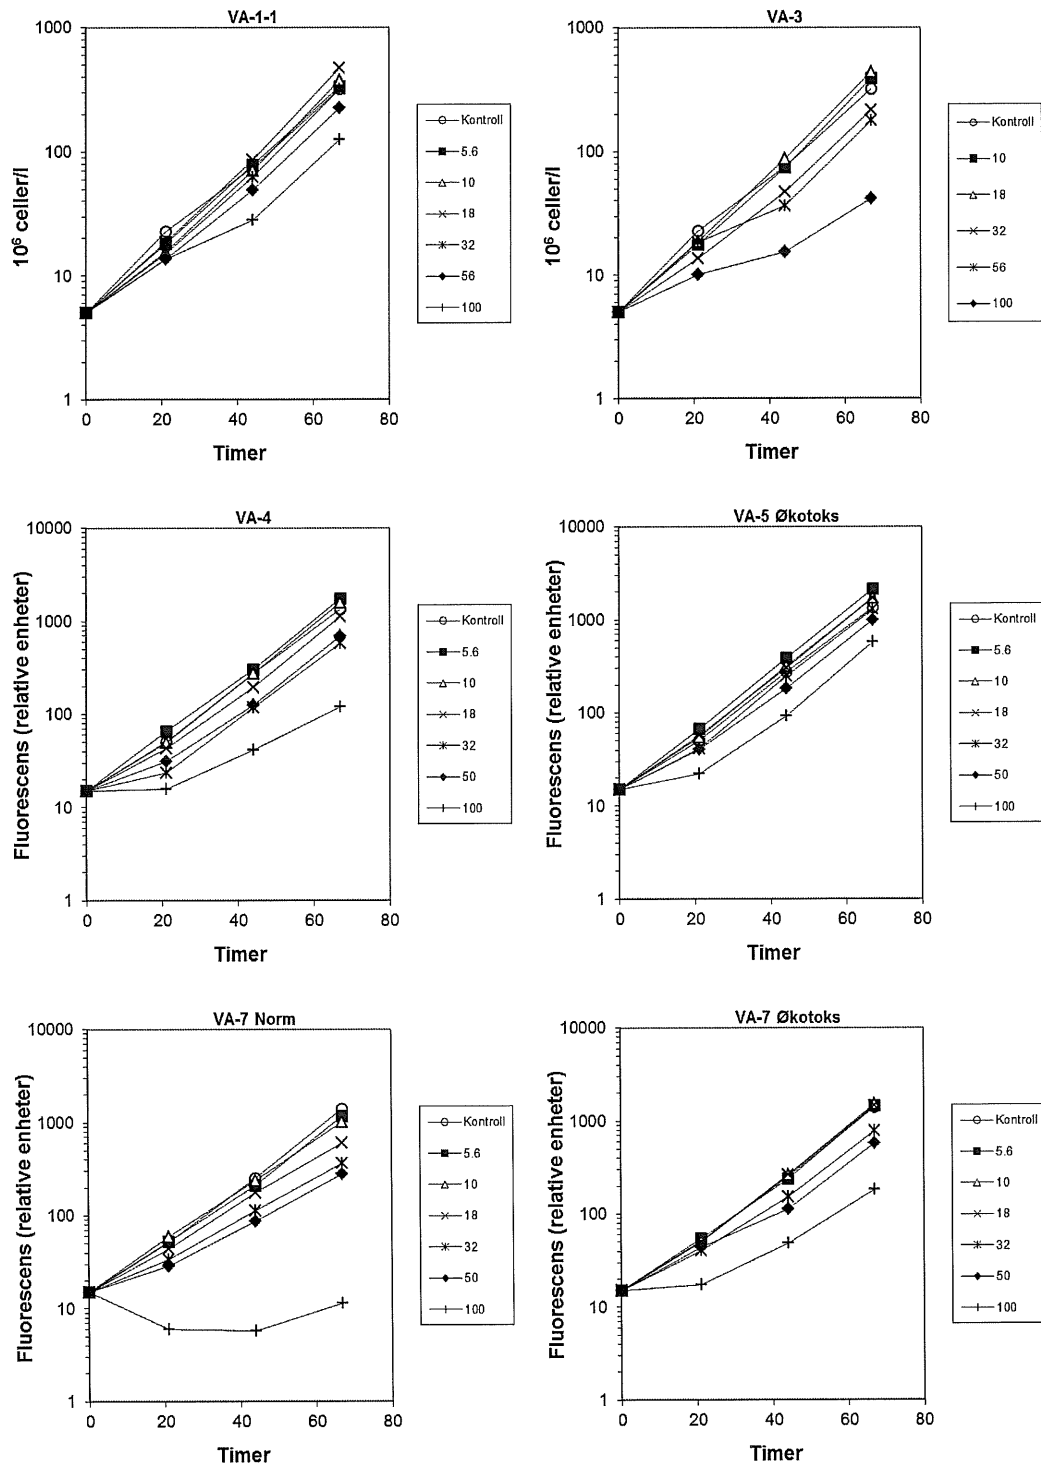 VA-1-1
1000
100
10
1
0 20 40 60 80
10⁶ celler/l
Timer
Kontroll
5.6
10
18
32
56
100
VA-3
1000
100
10
1
0 20 40 60 80
10⁶ celler/l
Timer
Kontroll
10
18
32
56
100
VA-4
10000
1000
100
10
1
0 20 40 60 80
Fluorescens (relative enheter)
Timer
Kontroll
5.6
10
18
32
50
100
VA-5 Økotoks
10000
1000
100
10
1
0 20 40 60 80
Fluorescens (relative enheter)
Timer
Kontroll
5.6
10
18
32
50
100
VA-7 Norm
10000
1000
100
10
1
0 20 40 60 80
Fluorescens (relative enheter)
Timer
Kontroll
5.6
10
18
32
50
100
VA-7 Økotoks
10000
1000
100
10
1
0 20 40 60 80
Fluorescens (relative enheter)
Timer
Kontroll
5.6
10
18
32
50
100